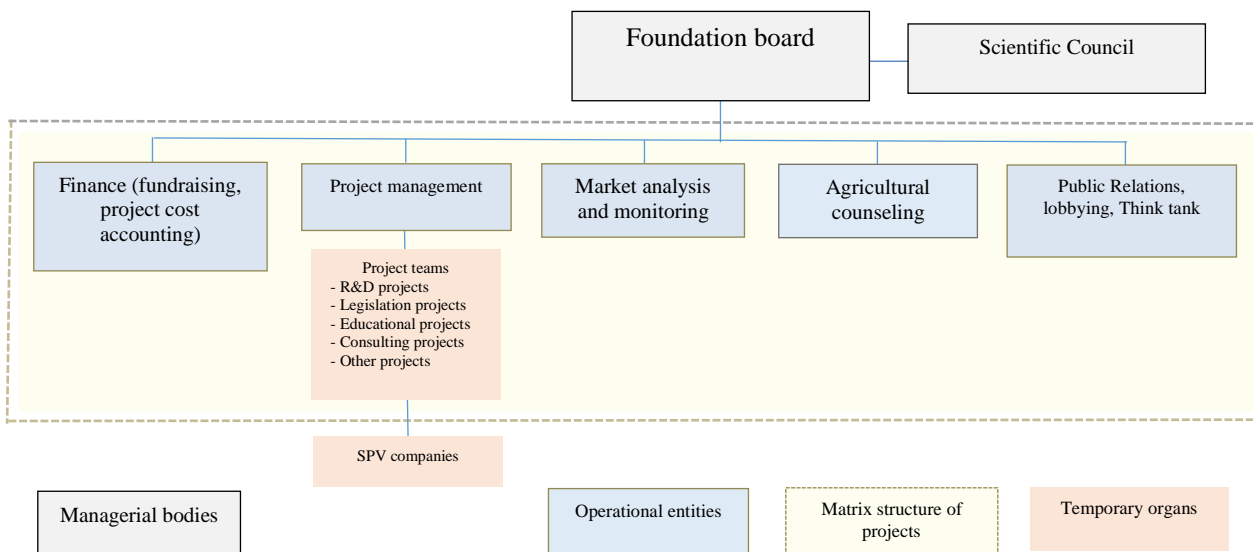 Foundation board
Scientific Council
Finance (fundraising,
project cost
accounting)
Project management
Market analysis
and monitoring
Agricultural
counseling
Public Relations,
lobbying, Think tank
Project teams
- R&D projects
- Legislation projects
- Educational projects
- Consulting projects
- Other projects
SPV companies
Managerial bodies
Operational entities
Matrix structure of
projects
Temporary organs